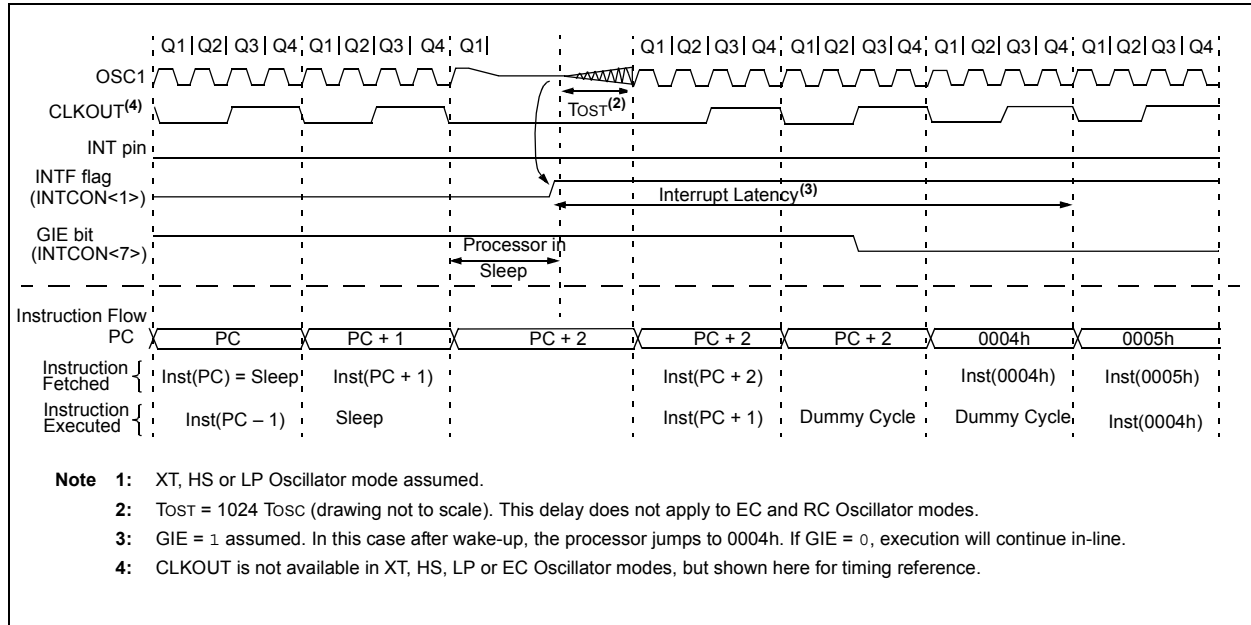 Q1 Q2 Q3 Q4 Q1 Q2 Q3 Q4 Q1 Q1 Q2 Q3 Q4 Q1 Q2 Q3 Q4 Q1 Q2 Q3 Q4 Q1 Q2 Q3 Q4
OSC1
CLKOUT(4)
TOST(2)
INT pin
INTF flag
(INTCON<1>)
Interrupt Latency(3)
GIE bit
(INTCON<7>)
Processor in
Sleep
Instruction Flow
PC PC PC + 1 PC + 2 PC + 2 PC + 2 0004h 0005h
Instruction
Fetched
Inst(PC) = Sleep Inst(PC + 1) Inst(PC + 2) Inst(0004h) Inst(0005h)
Instruction
Executed
Inst(PC – 1) Sleep Inst(PC + 1) Dummy Cycle Dummy Cycle Inst(0004h)
Note 1: XT, HS or LP Oscillator mode assumed.
2: TOST = 1024 TOSC (drawing not to scale). This delay does not apply to EC and RC Oscillator modes.
3: GIE = 1 assumed. In this case after wake-up, the processor jumps to 0004h. If GIE = 0, execution will continue in-line.
4: CLKOUT is not available in XT, HS, LP or EC Oscillator modes, but shown here for timing reference.